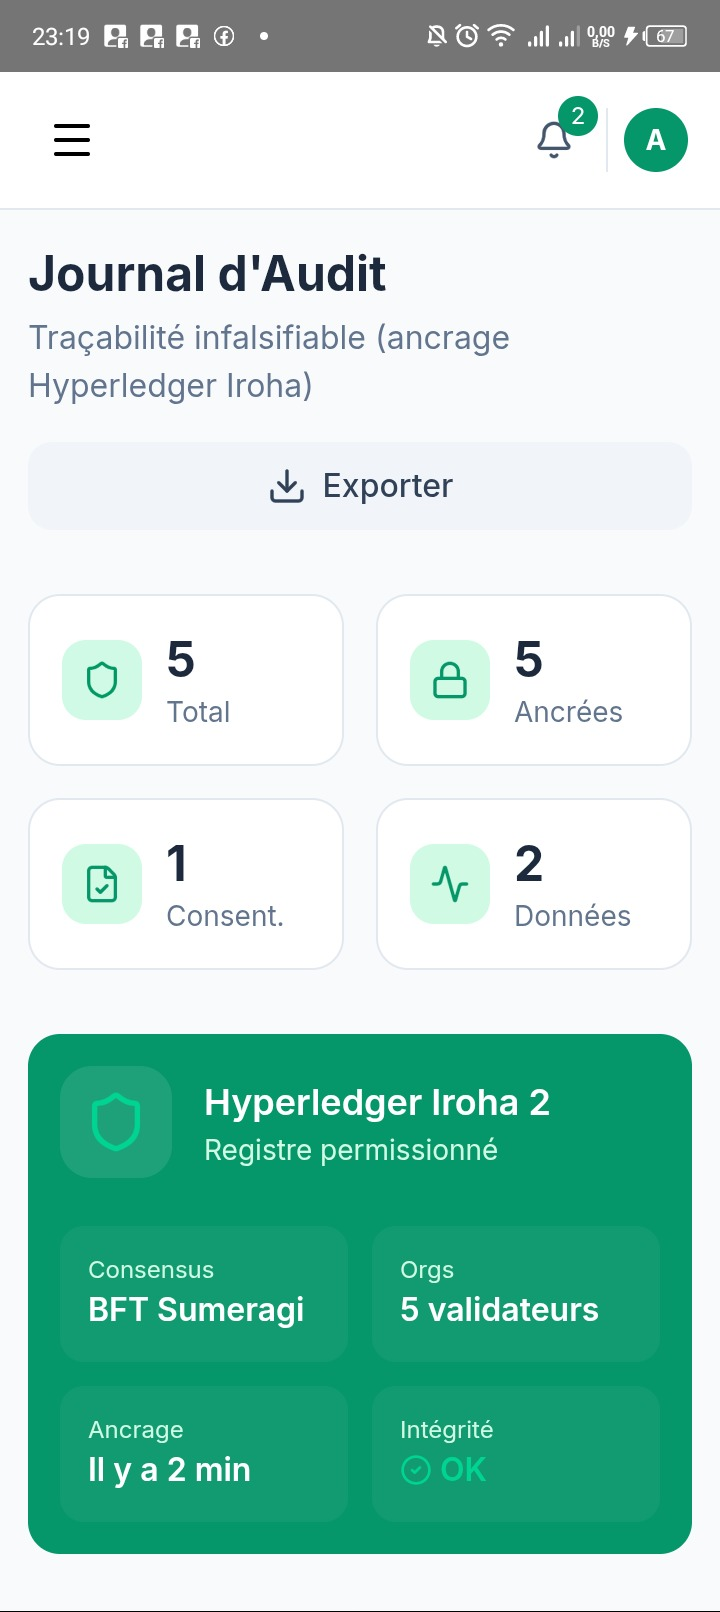 23:19
0,00
B/S
67
2
A
Journal d'Audit
Traçabilité infalsifiable (ancrage
Hyperledger Iroha)
Exporter
5
Total
5
Ancrées
1
Consent.
2
Données
Hyperledger Iroha 2
Registre permissionné
Consensus
BFT Sumeragi
Orgs
5 validateurs
Ancrage
Il y a 2 min
Intégrité
OK